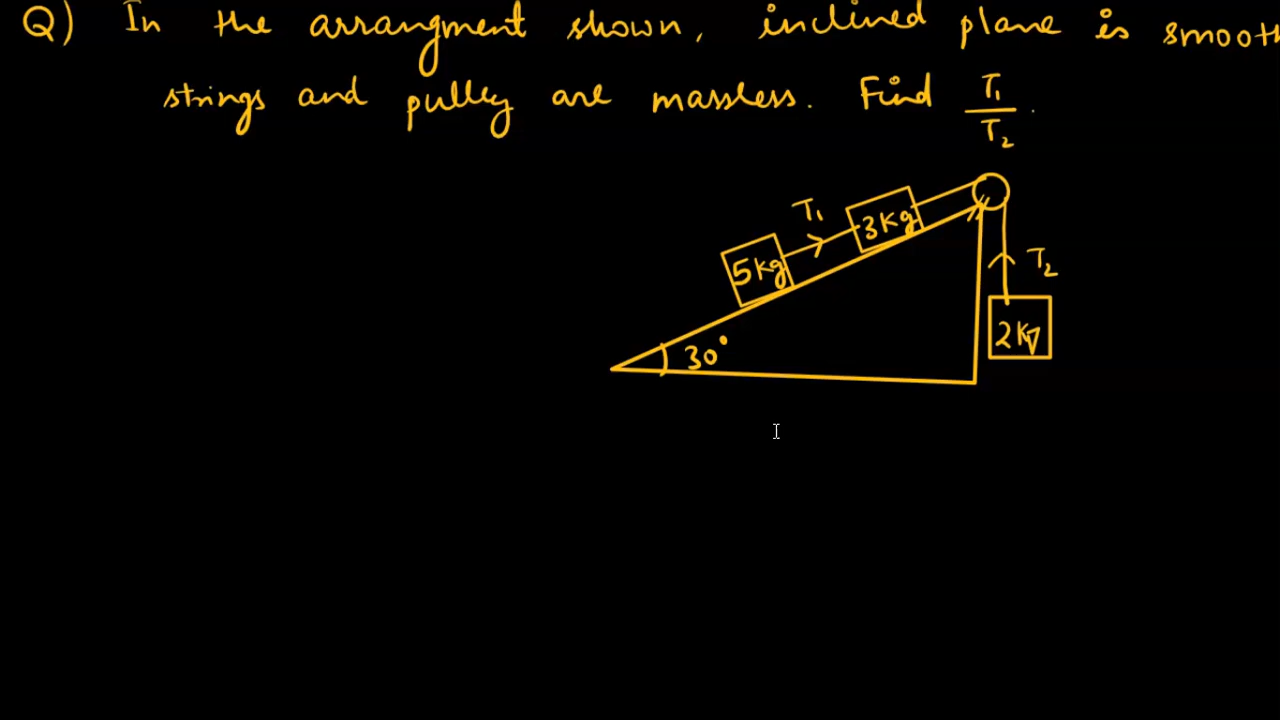 Q) In the arrangment shown, inclined plane is smooth
strings and pulley are massless. Find T₁/T₂.
T₁
3Kg
5Kg
T₂
2Kg
30°